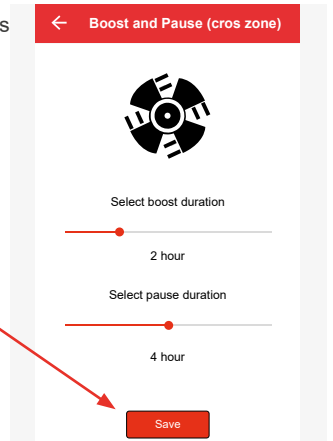 s
Boost and Pause (cros zone)
Select boost duration
2 hour
Select pause duration
4 hour
Save